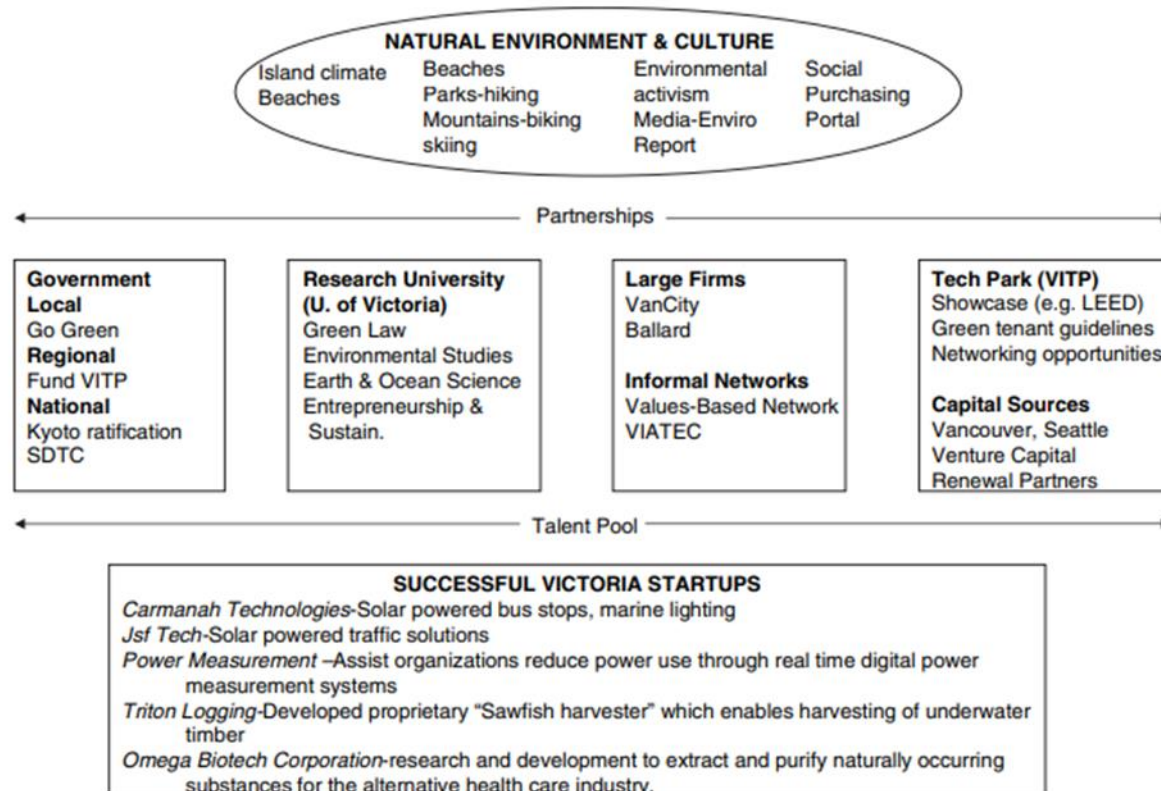 NATURAL ENVIRONMENT & CULTURE
Island climate
Beaches
Beaches
Parks-hiking
Mountains-biking
skiing
Environmental
activism
Media-Enviro
Report
Social
Purchasing
Portal
Partnerships
Government
Local
Go Green
Regional
Fund VITP
National
Kyoto ratification
SDTC
Research University
(U. of Victoria)
Green Law
Environmental Studies
Earth & Ocean Science
Entrepreneurship &
Sustain.
Large Firms
VanCity
Ballard
Informal Networks
Values-Based Network
VIATEC
Tech Park (VITP)
Showcase (e.g. LEED)
Green tenant guidelines
Networking opportunities
Capital Sources
Vancouver, Seattle
Venture Capital
Renewal Partners
Talent Pool
SUCCESSFUL VICTORIA STARTUPS
Carmanah Technologies-Solar powered bus stops, marine lighting
Jsf Tech-Solar powered traffic solutions
Power Measurement –Assist organizations reduce power use through real time digital power
measurement systems
Triton Logging-Developed proprietary “Sawfish harvester” which enables harvesting of underwater
timber
Omega Biotech Corporation-research and development to extract and purify naturally occurring
substances for the alternative health care industry.